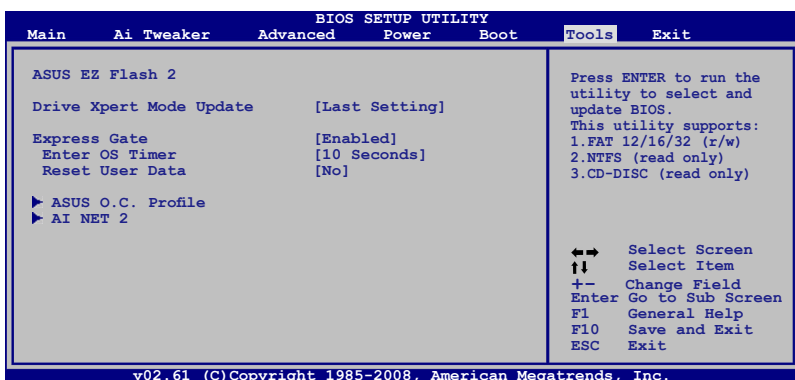 BIOS SETUP UTILITY
Main Ai Tweaker Advanced Power Boot Tools Exit
ASUS EZ Flash 2
Drive Xpert Mode Update [Last Setting]
Express Gate [Enabled]
Enter OS Timer [10 Seconds]
Reset User Data [No]
ASUS O.C. Profile
AI NET 2
Press ENTER to run the
utility to select and
update BIOS.
This utility supports:
1.FAT 12/16/32 (r/w)
2.NTFS (read only)
3.CD-DISC (read only)
←→ Select Screen
↑↓ Select Item
+- Change Field
Enter Go to Sub Screen
F1 General Help
F10 Save and Exit
ESC Exit
v02.61 (C)Copyright 1985-2008, American Megatrends, Inc.